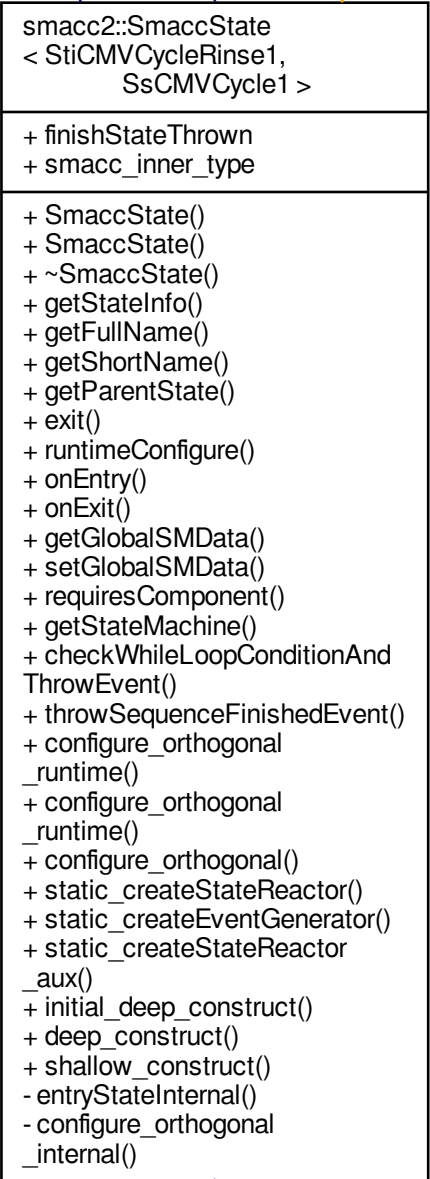 smacc2::SmaccState
< StiCMVCycleRinse1,
SsCMVCycle1 >
+ finishStateThrown
+ smacc_inner_type
+ SmaccState()
+ SmaccState()
+ ~SmaccState()
+ getStateInfo()
+ getFullName()
+ getShortName()
+ getParentState()
+ exit()
+ runtimeConfigure()
+ onEntry()
+ onExit()
+ getGlobalSMData()
+ setGlobalSMData()
+ requiresComponent()
+ getStateMachine()
+ checkWhileLoopConditionAnd
ThrowEvent()
+ throwSequenceFinishedEvent()
+ configure_orthogonal
_runtime()
+ configure_orthogonal
_runtime()
+ configure_orthogonal()
+ static_createStateReactor()
+ static_createEventGenerator()
+ static_createStateReactor
_aux()
+ initial_deep_construct()
+ deep_construct()
+ shallow_construct()
- entryStateInternal()
- configure_orthogonal
_internal()